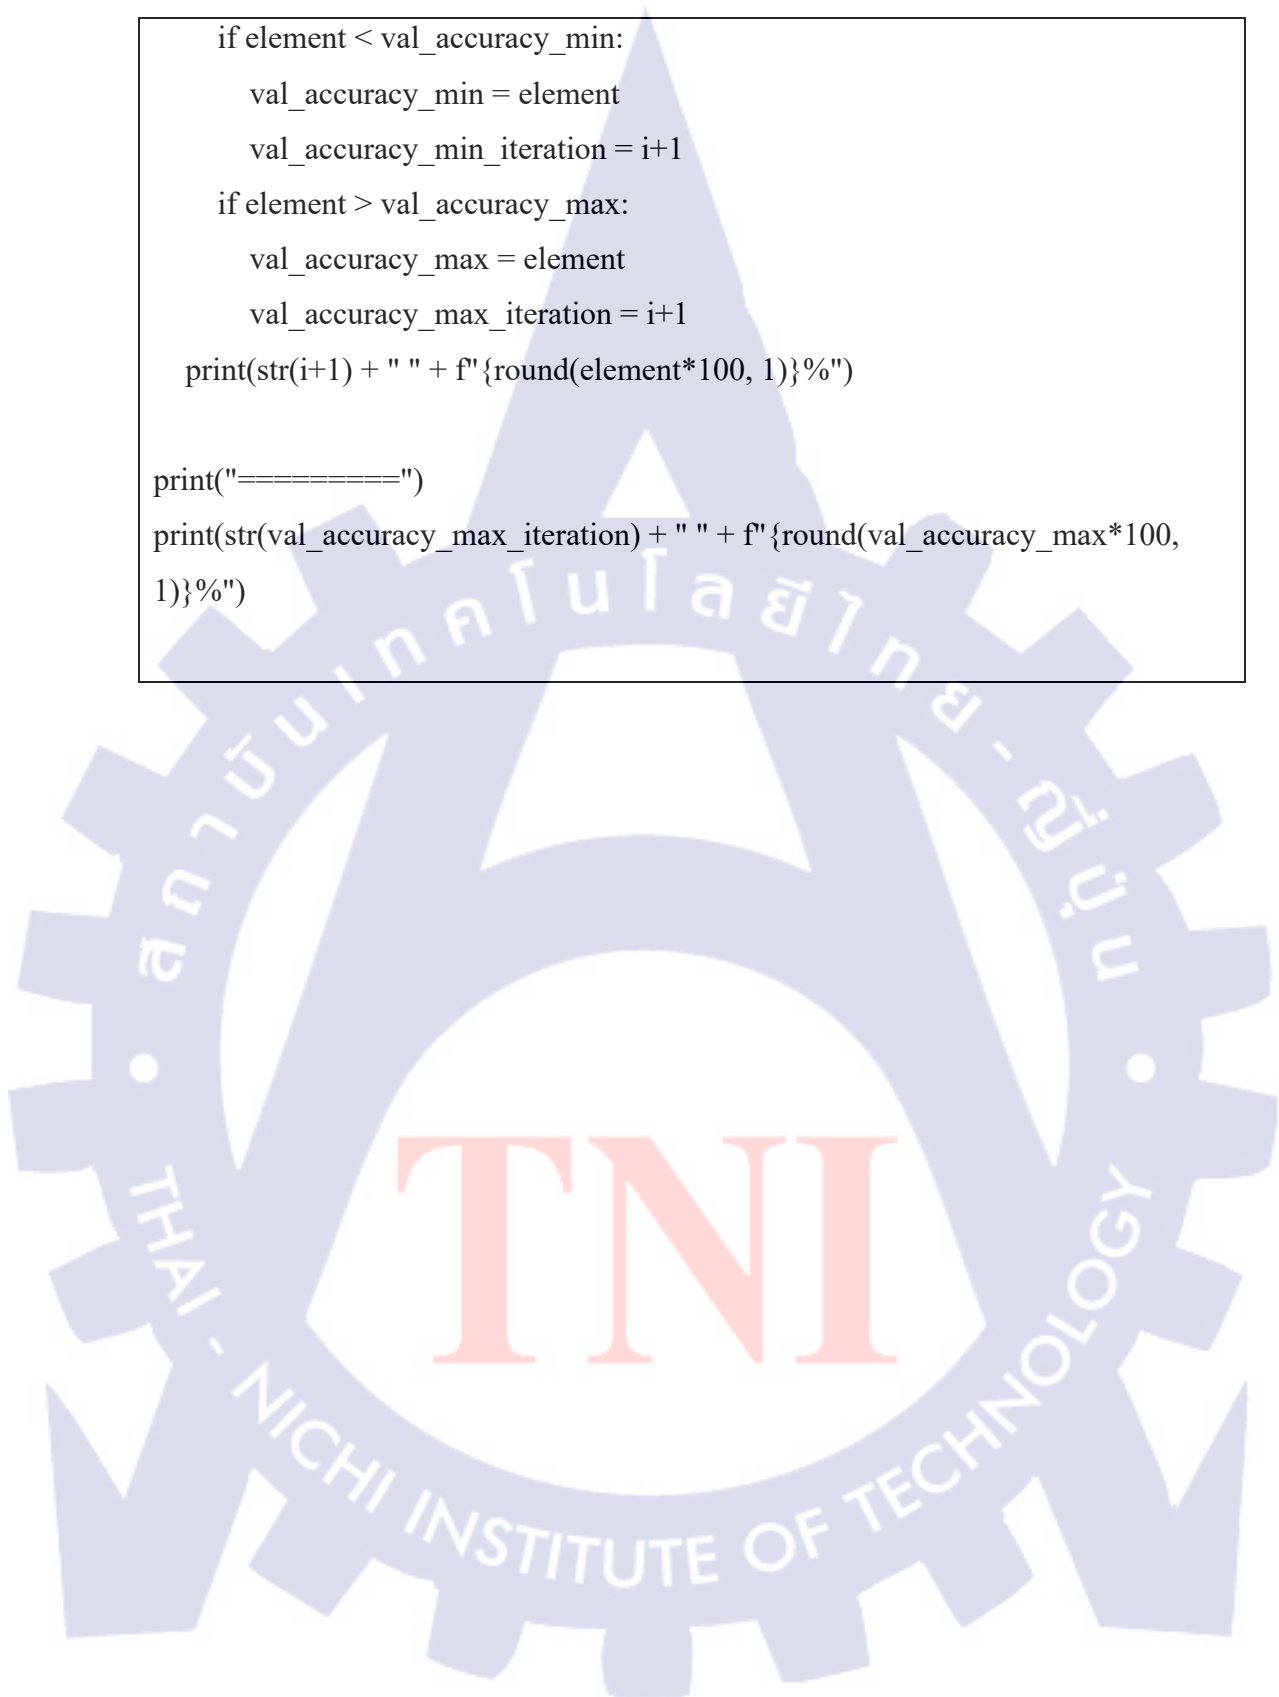 if element < val_accuracy_min:
val_accuracy_min = element
val_accuracy_min_iteration = i+1
if element > val_accuracy_max:
val_accuracy_max = element
val_accuracy_max_iteration = i+1
print(str(i+1) + " " + f"{round(element*100, 1)}%")
print("=========")
print(str(val_accuracy_max_iteration) + " " + f"{round(val_accuracy_max*100,
1)}%")
สถาบันเทคโนโลยีไทย - ญี่ปุ่น
TNI
THAI - NICHI INSTITUTE OF TECHNOLOGY